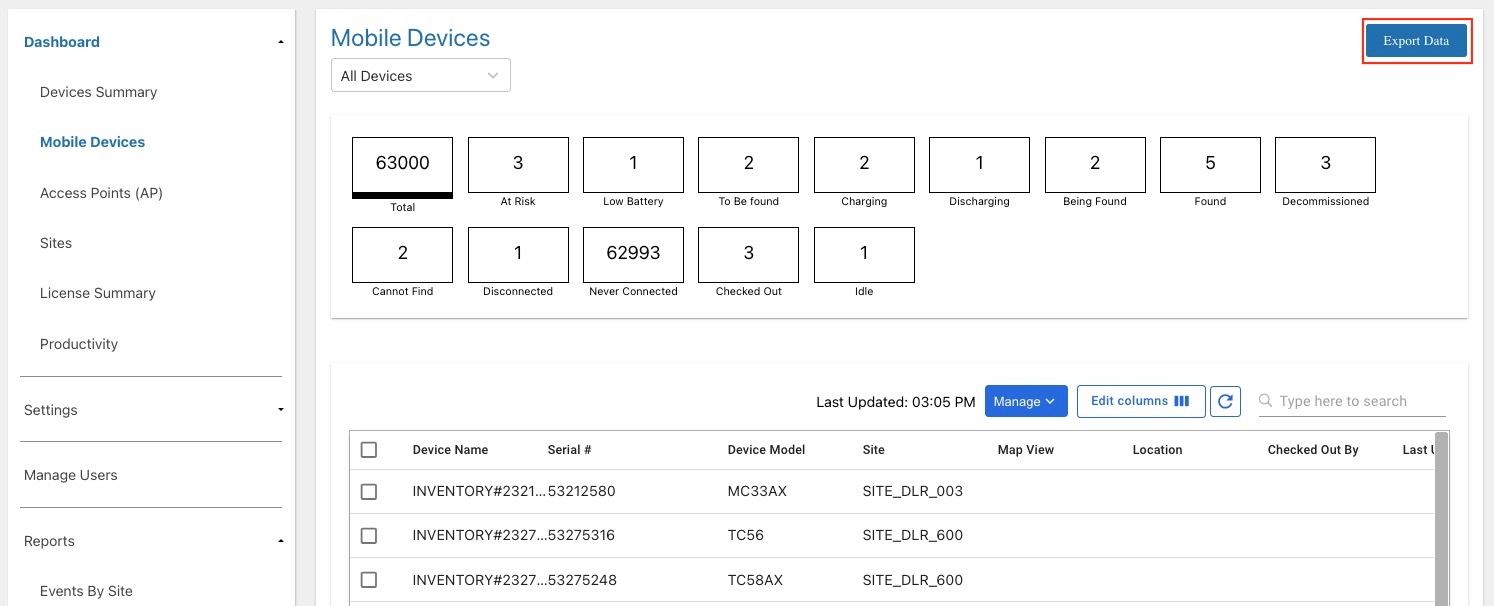 Dashboard
Devices Summary
Mobile Devices
Access Points (AP)
Sites
License Summary
Productivity
Settings
Manage Users
Reports
Events By Site
Mobile Devices
Export Data
All Devices
63000 3 1 2 2 1 2 5 3
Total At Risk Low Battery To Be found Charging Discharging Being Found Found Decommissioned
2 1 62993 3 1
Cannot Find Disconnected Never Connected Checked Out Idle
Last Updated: 03:05 PM Manage Edit columns Type here to search
Device Name Serial # Device Model Site Map View Location Checked Out By Last
INVENTORY#2321... 53212580 MC33AX SITE_DLR_003
INVENTORY#2327... 53275316 TC56 SITE_DLR_600
INVENTORY#2327... 53275248 TC58AX SITE_DLR_600